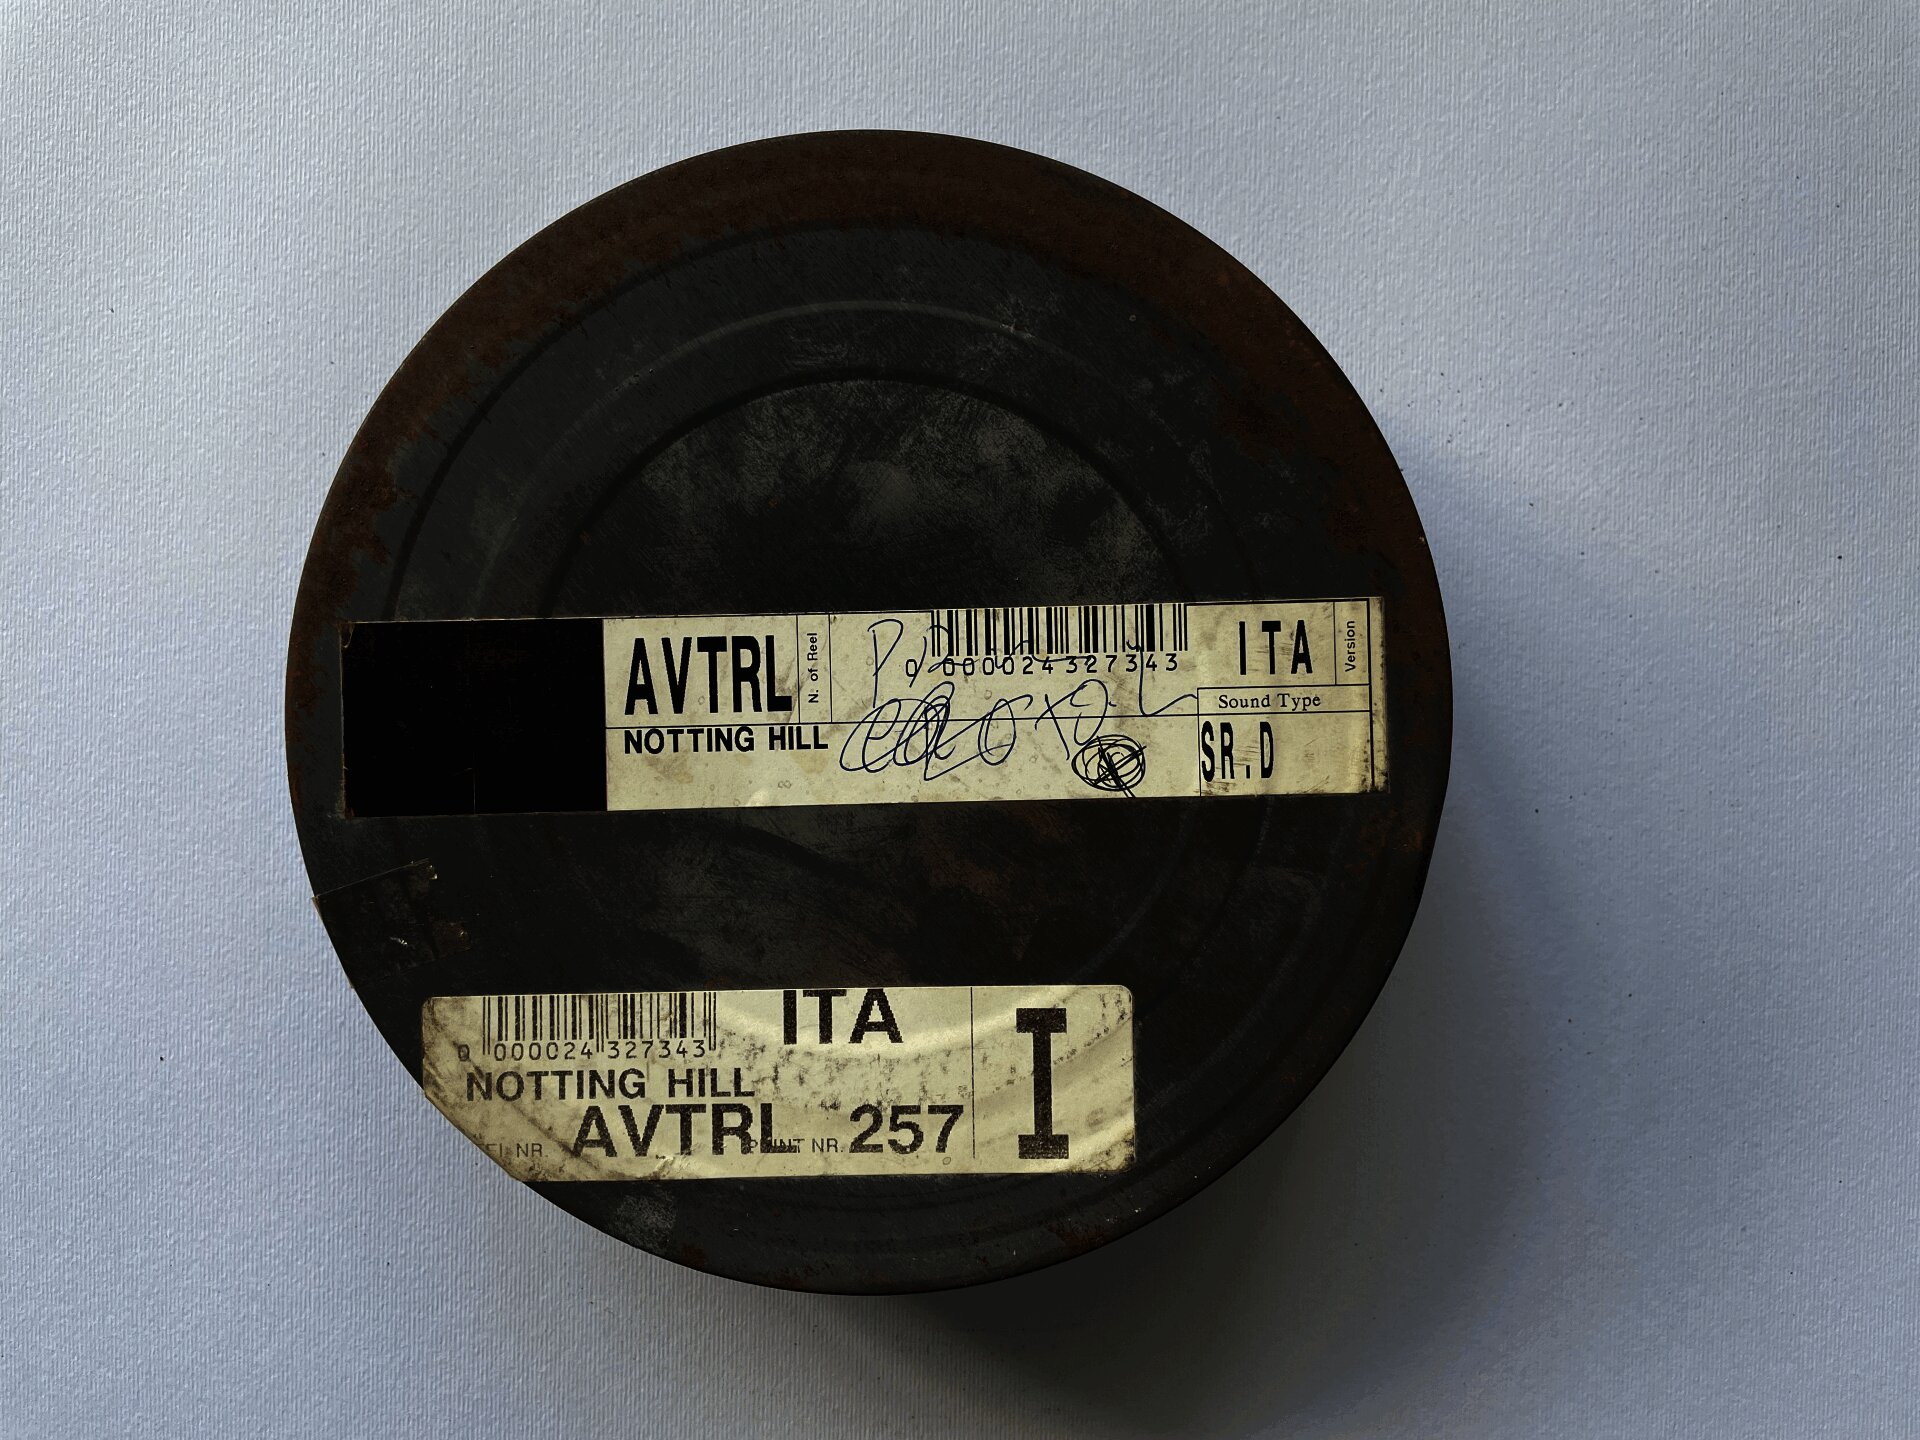 AVTRL
N. of Reel
0 000024327343
ITA
Version
Sound Type
NOTTING HILL
SR.D
ITA
0 000024 327343
I
NOTTING HILL
NR. AVTRL PRINT NR. 257